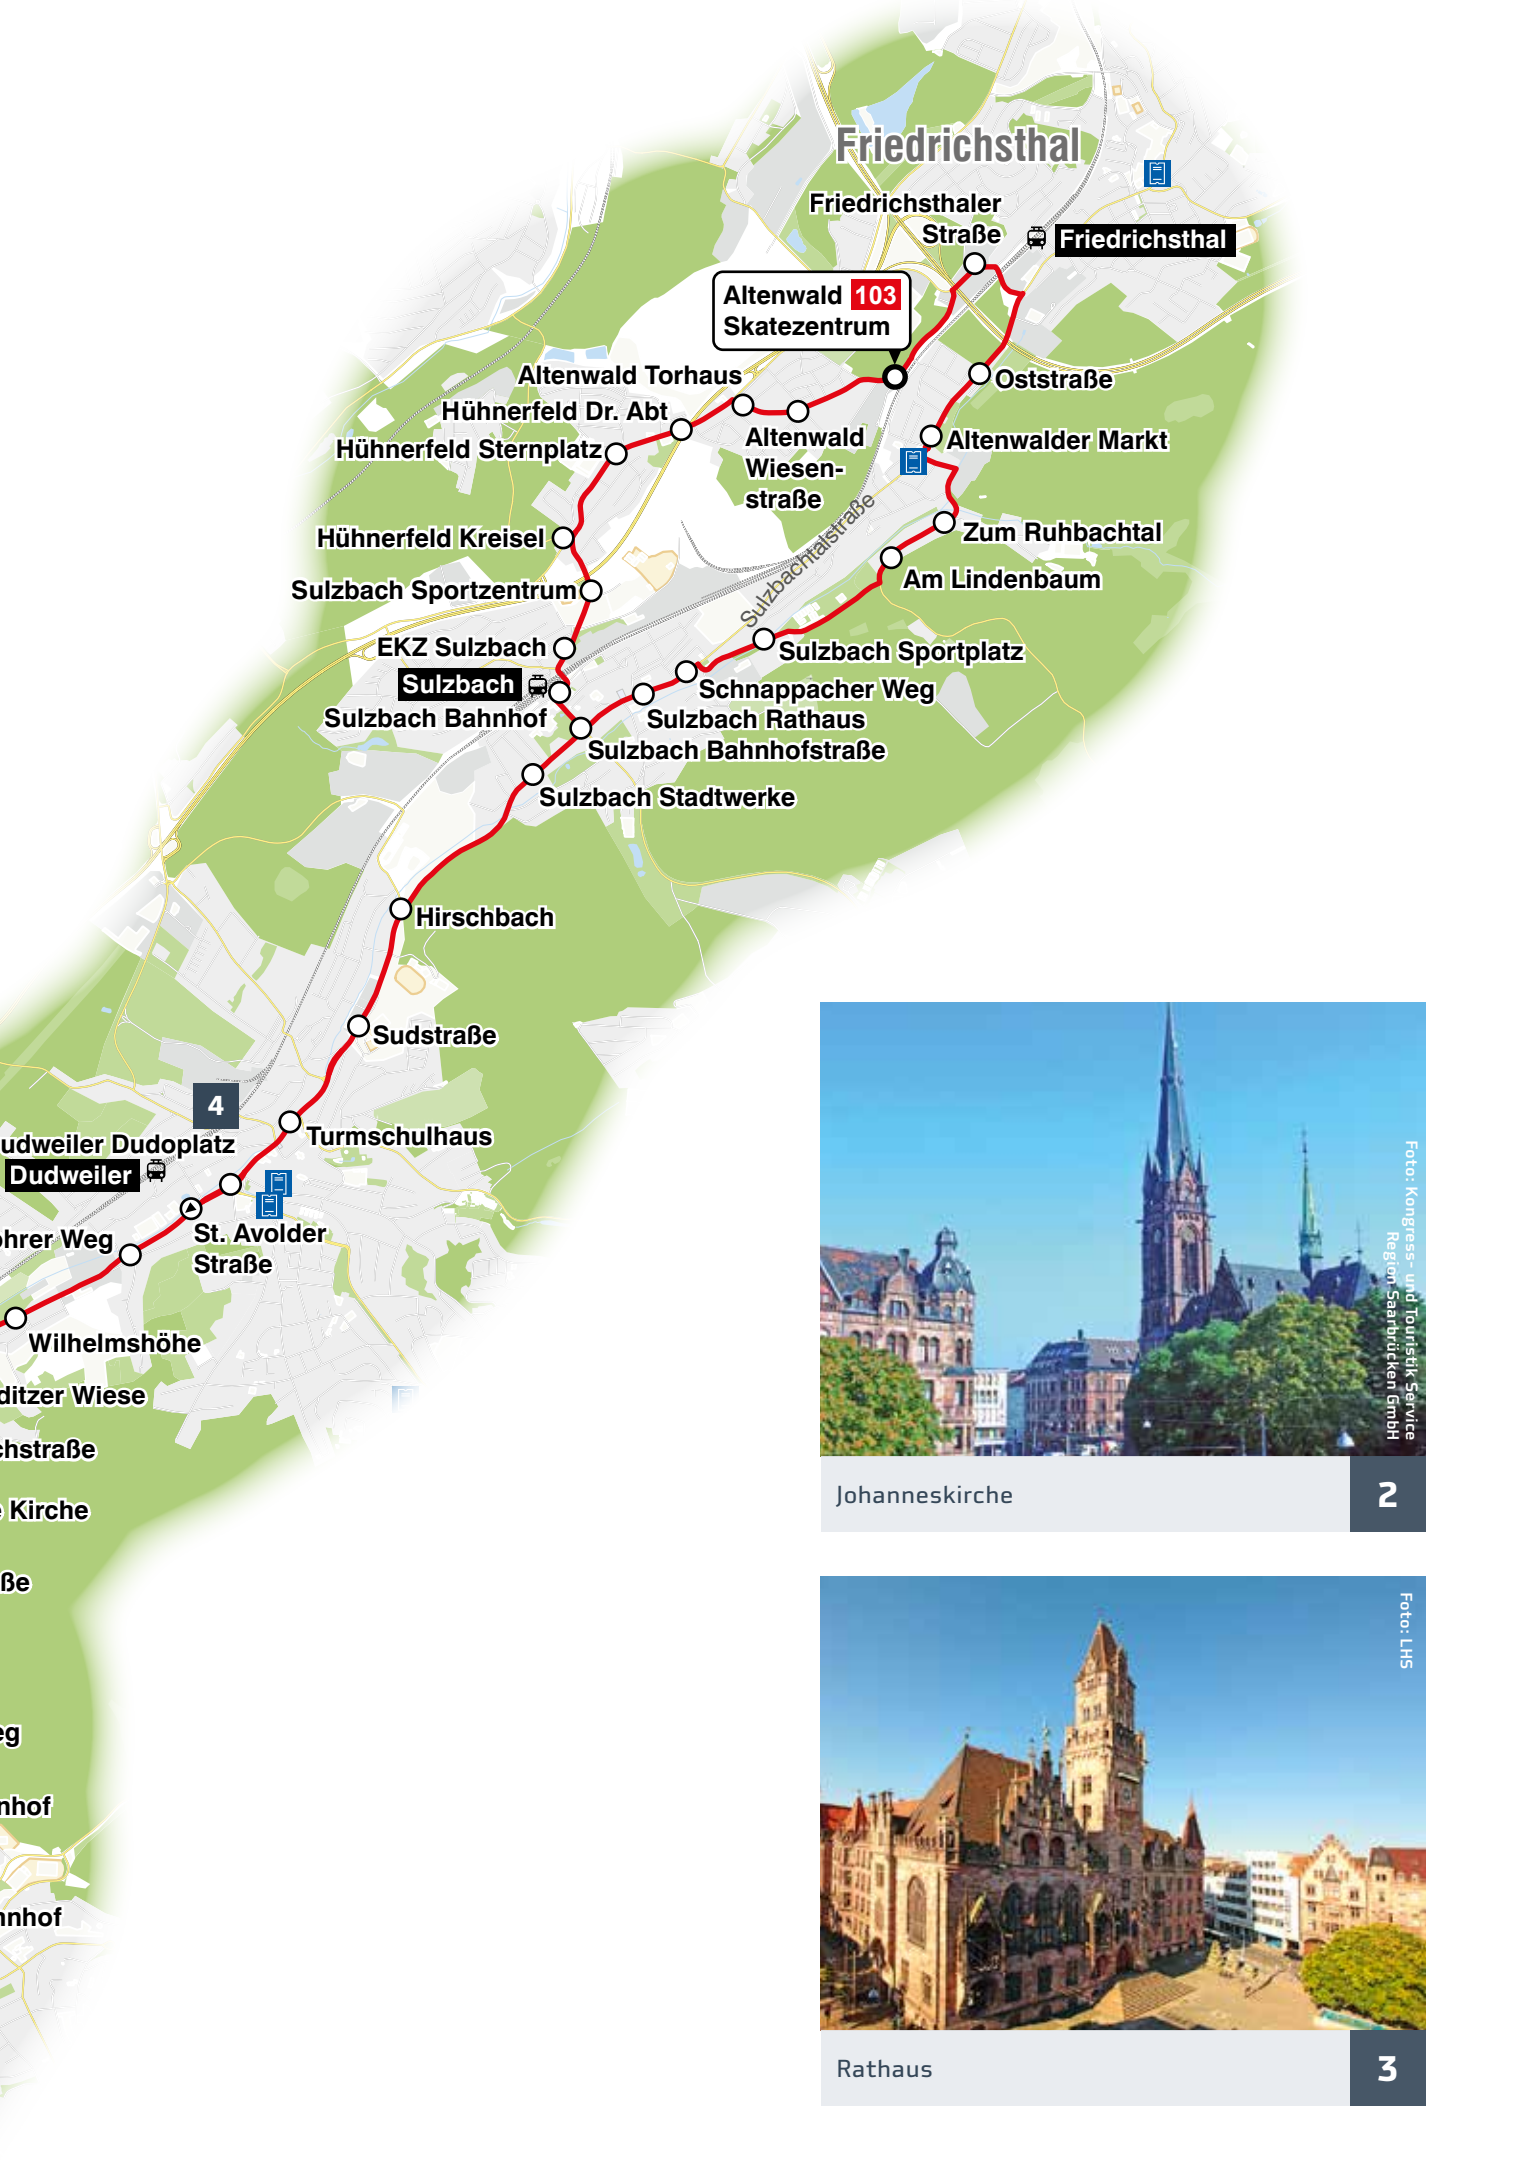 Friedrichsthal
Friedrichsthaler
Straße
Friedrichsthal
Altenwald 103
Skatezentrum
Altenwald Torhaus
Oststraße
Hühnerfeld Dr. Abt
Altenwald
Wiesen-
straße
Altenwalder Markt
Hühnerfeld Sternplatz
Sulzbachtalstraße
Hühnerfeld Kreisel
Zum Ruhbachtal
Sulzbach Sportzentrum
Am Lindenbaum
EKZ Sulzbach
Sulzbach Sportplatz
Sulzbach
Schnappacher Weg
Sulzbach Bahnhof
Sulzbach Rathaus
Sulzbach Bahnhofstraße
Sulzbach Stadtwerke
Hirschbach
Sudstraße
4
Turmschulhaus
udweiler Dudoplatz
Dudweiler
St. Avolder
Straße
ohrer Weg
Wilhelmshöhe
ditzer Wiese
chstraße
Kirche
ße
eg
nhof
nnhof
Foto: Kongress- und Touristik Service
Region Saarbrücken GmbH
Johanneskirche
2
Foto: LHS
Rathaus
3